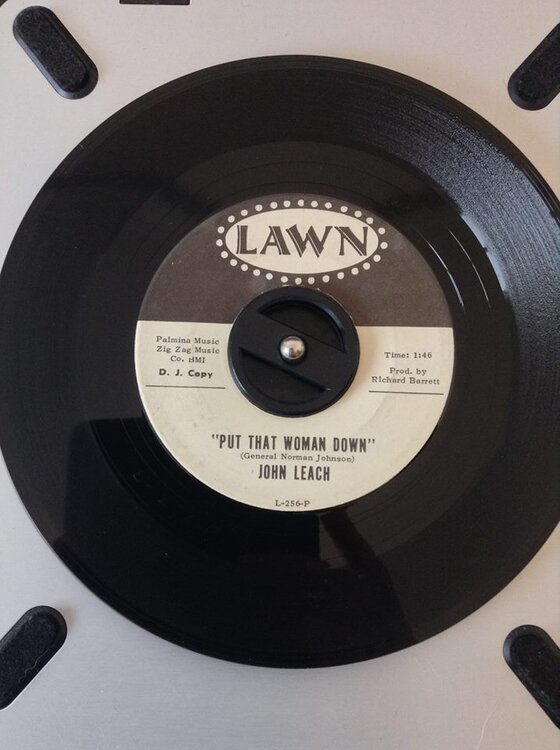 LAWN
Palmina Music
Zig Zag Music
Co. BMI
D. J. Copy
Time: 1:46
Prod. by
Richard Barrett
"PUT THAT WOMAN DOWN"
(General Norman Johnson)
JOHN LEACH
L-256-P